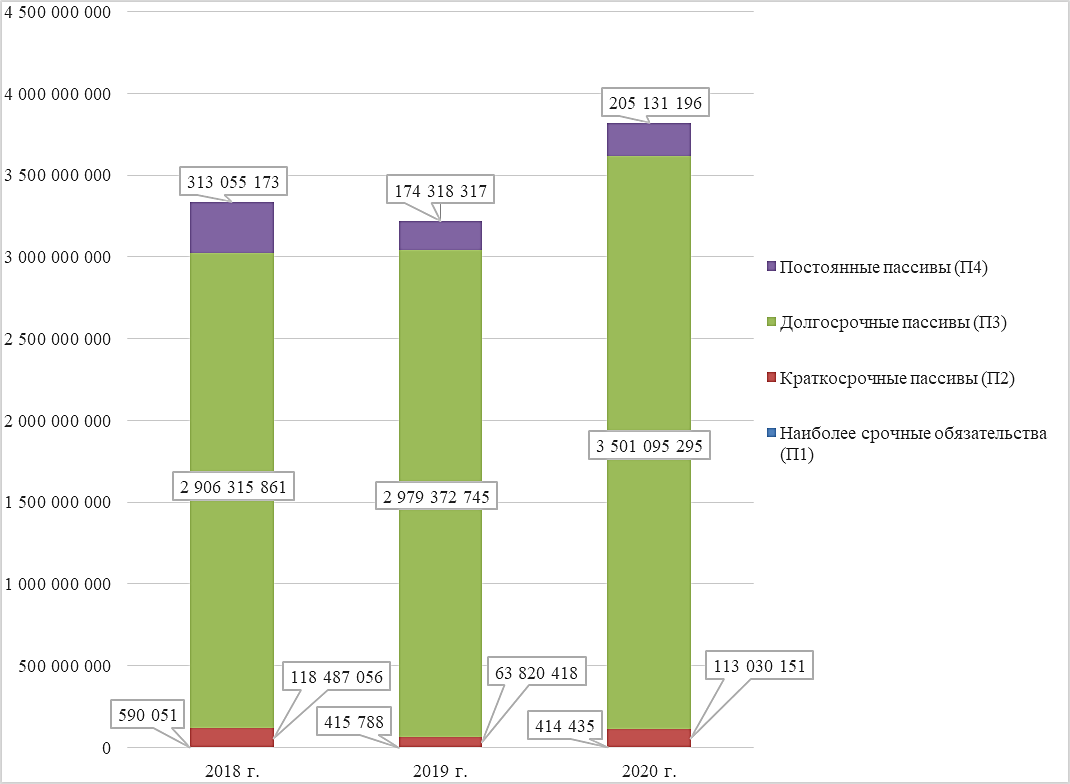 4 500 000 000
4 000 000 000
3 500 000 000
3 000 000 000
2 500 000 000
2 000 000 000
1 500 000 000
1 000 000 000
500 000 000
0
313 055 173
174 318 317
205 131 196
2 906 315 861
2 979 372 745
3 501 095 295
590 051
118 487 056
415 788
63 820 418
414 435
113 030 151
2018 г.
2019 г.
2020 г.
Постоянные пассивы (П4)
Долгосрочные пассивы (П3)
Краткосрочные пассивы (П2)
Наиболее срочные обязательства
(П1)